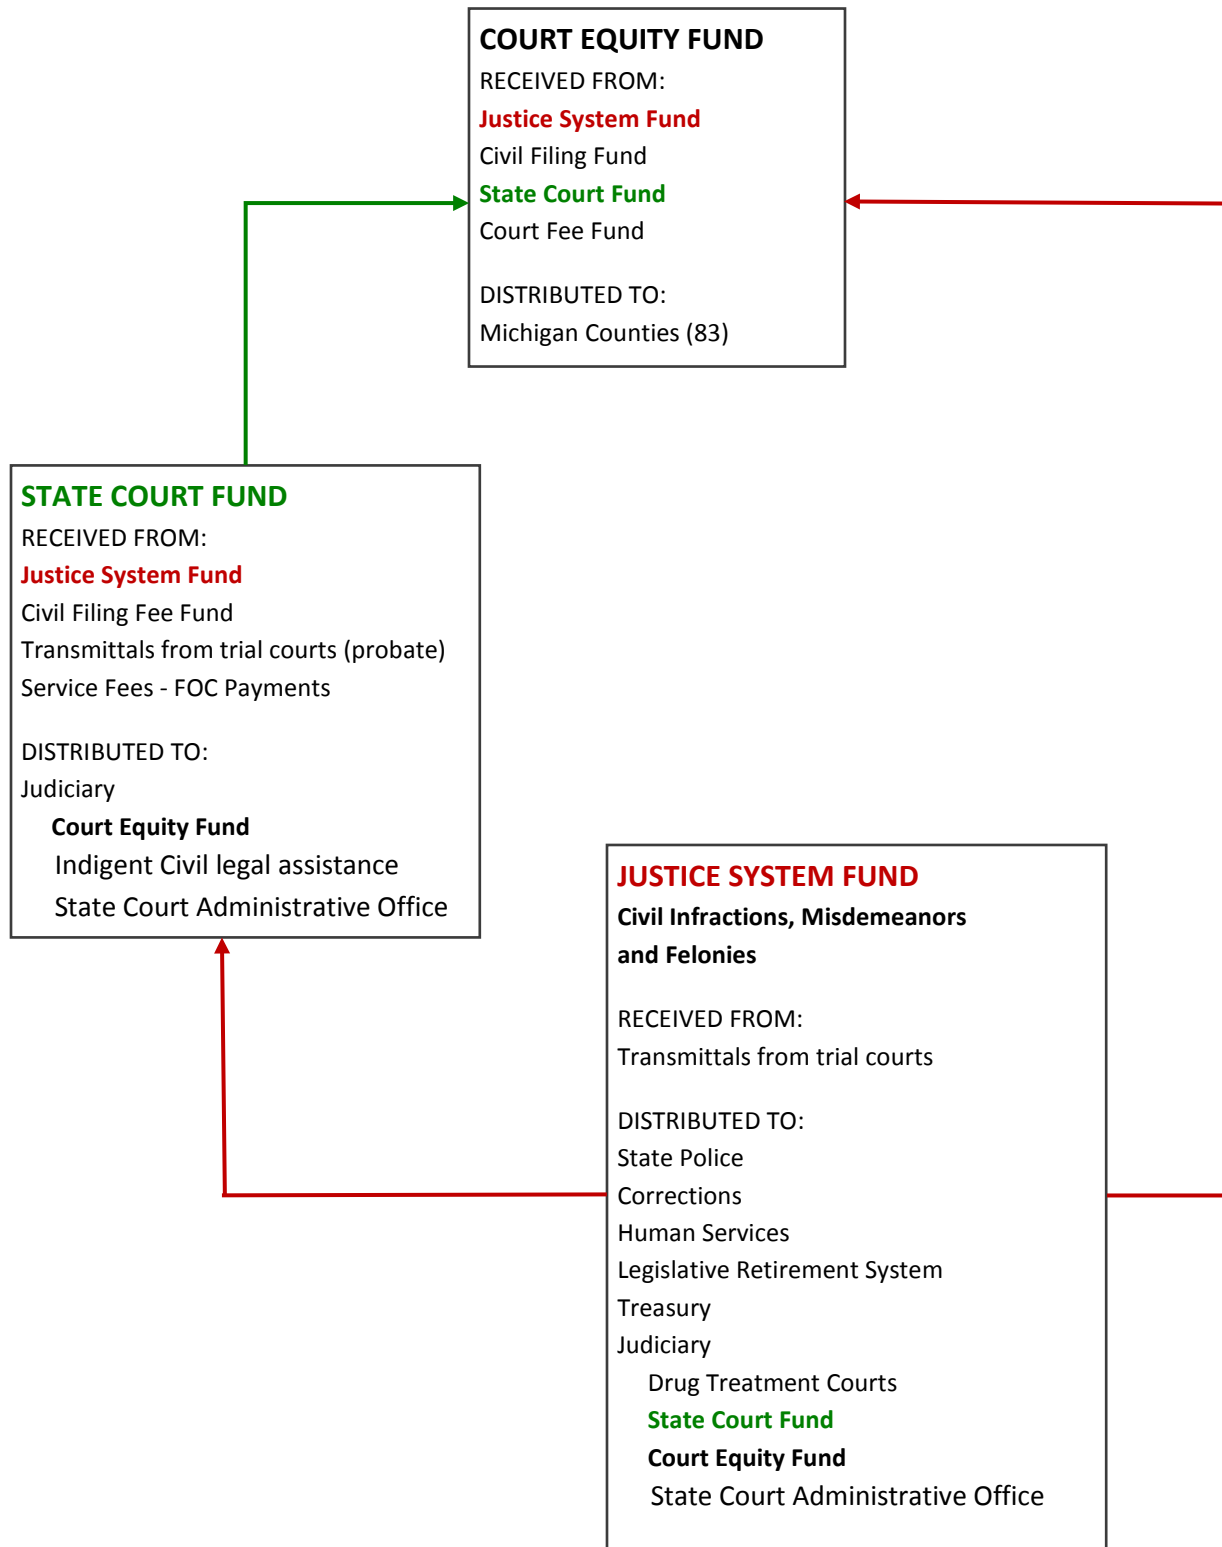 COURT EQUITY FUND
RECEIVED FROM:
Justice System Fund
Civil Filing Fund
State Court Fund
Court Fee Fund
DISTRIBUTED TO:
Michigan Counties (83)
STATE COURT FUND
RECEIVED FROM:
Justice System Fund
Civil Filing Fee Fund
Transmittals from trial courts (probate)
Service Fees - FOC Payments
DISTRIBUTED TO:
Judiciary
Court Equity Fund
Indigent Civil legal assistance
State Court Administrative Office
JUSTICE SYSTEM FUND
Civil Infractions, Misdemeanors
and Felonies
RECEIVED FROM:
Transmittals from trial courts
DISTRIBUTED TO:
State Police
Corrections
Human Services
Legislative Retirement System
Treasury
Judiciary
Drug Treatment Courts
State Court Fund
Court Equity Fund
State Court Administrative Office